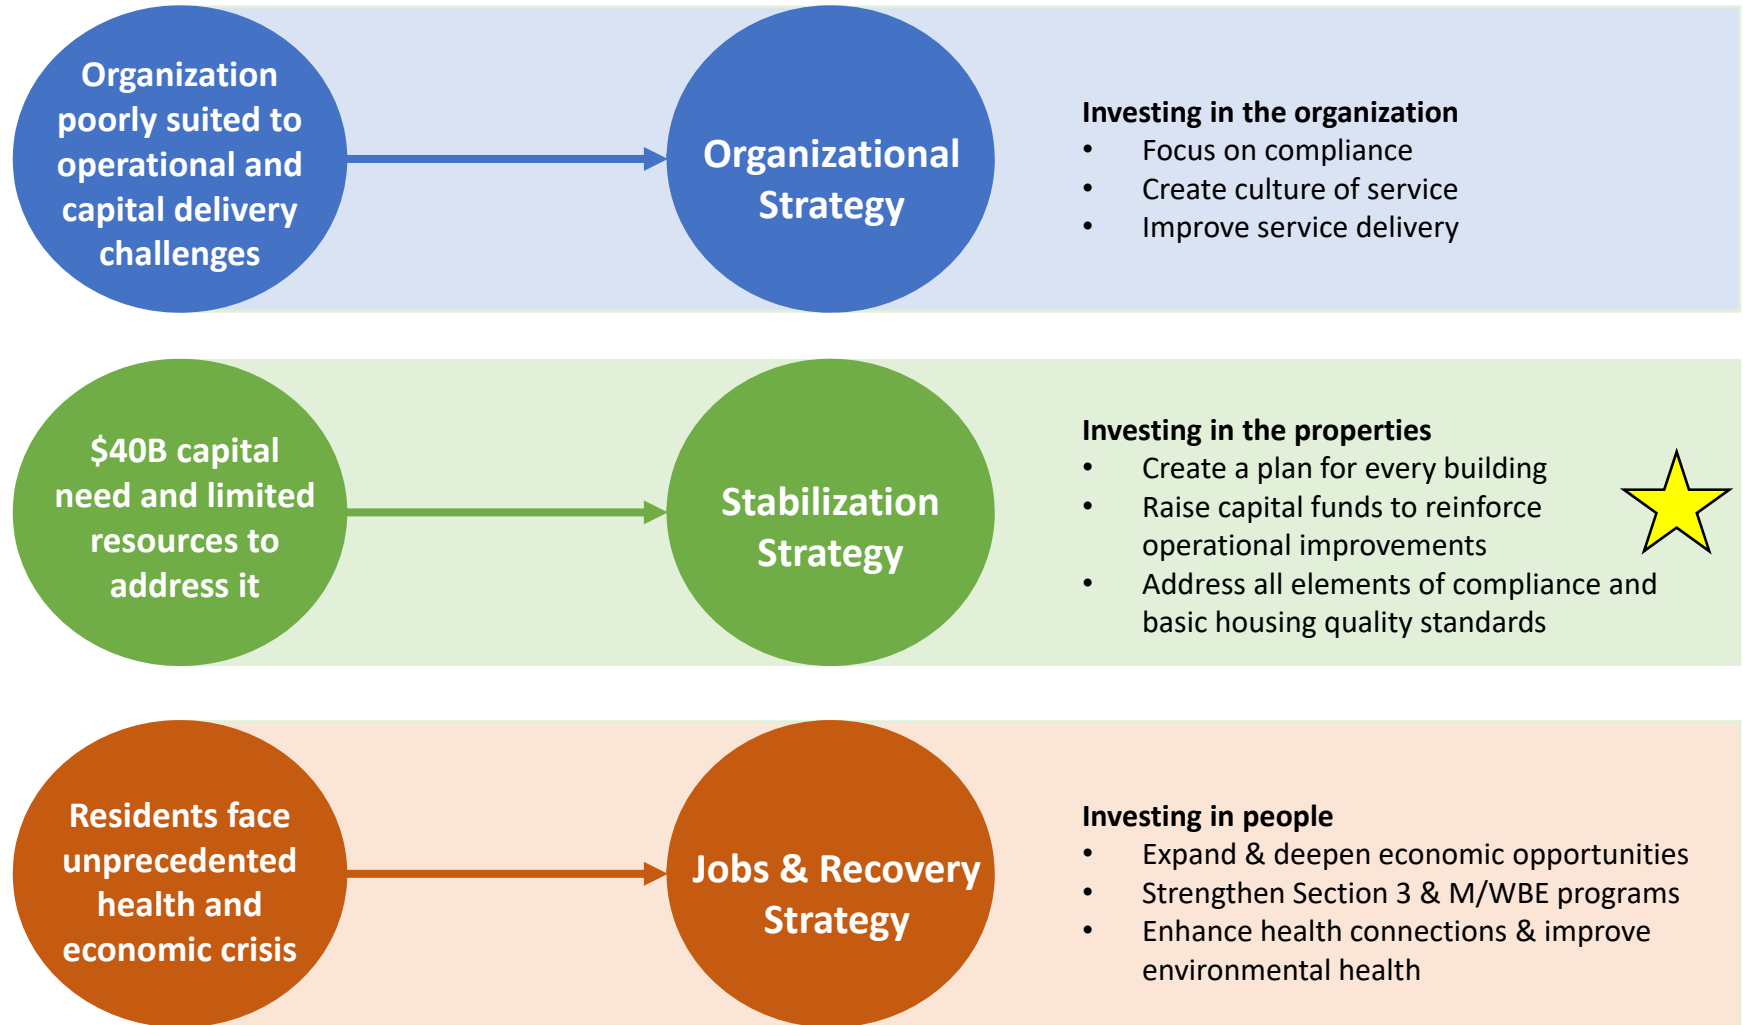 Organization
poorly suited to
operational and
capital delivery
challenges
Organizational
Strategy
Investing in the organization
• Focus on compliance
• Create culture of service
• Improve service delivery
$40B capital
need and limited
resources to
address it
Stabilization
Strategy
Investing in the properties
• Create a plan for every building
• Raise capital funds to reinforce
operational improvements
• Address all elements of compliance and
basic housing quality standards
Residents face
unprecedented
health and
economic crisis
Jobs & Recovery
Strategy
Investing in people
• Expand & deepen economic opportunities
• Strengthen Section 3 & M/WBE programs
• Enhance health connections & improve
environmental health